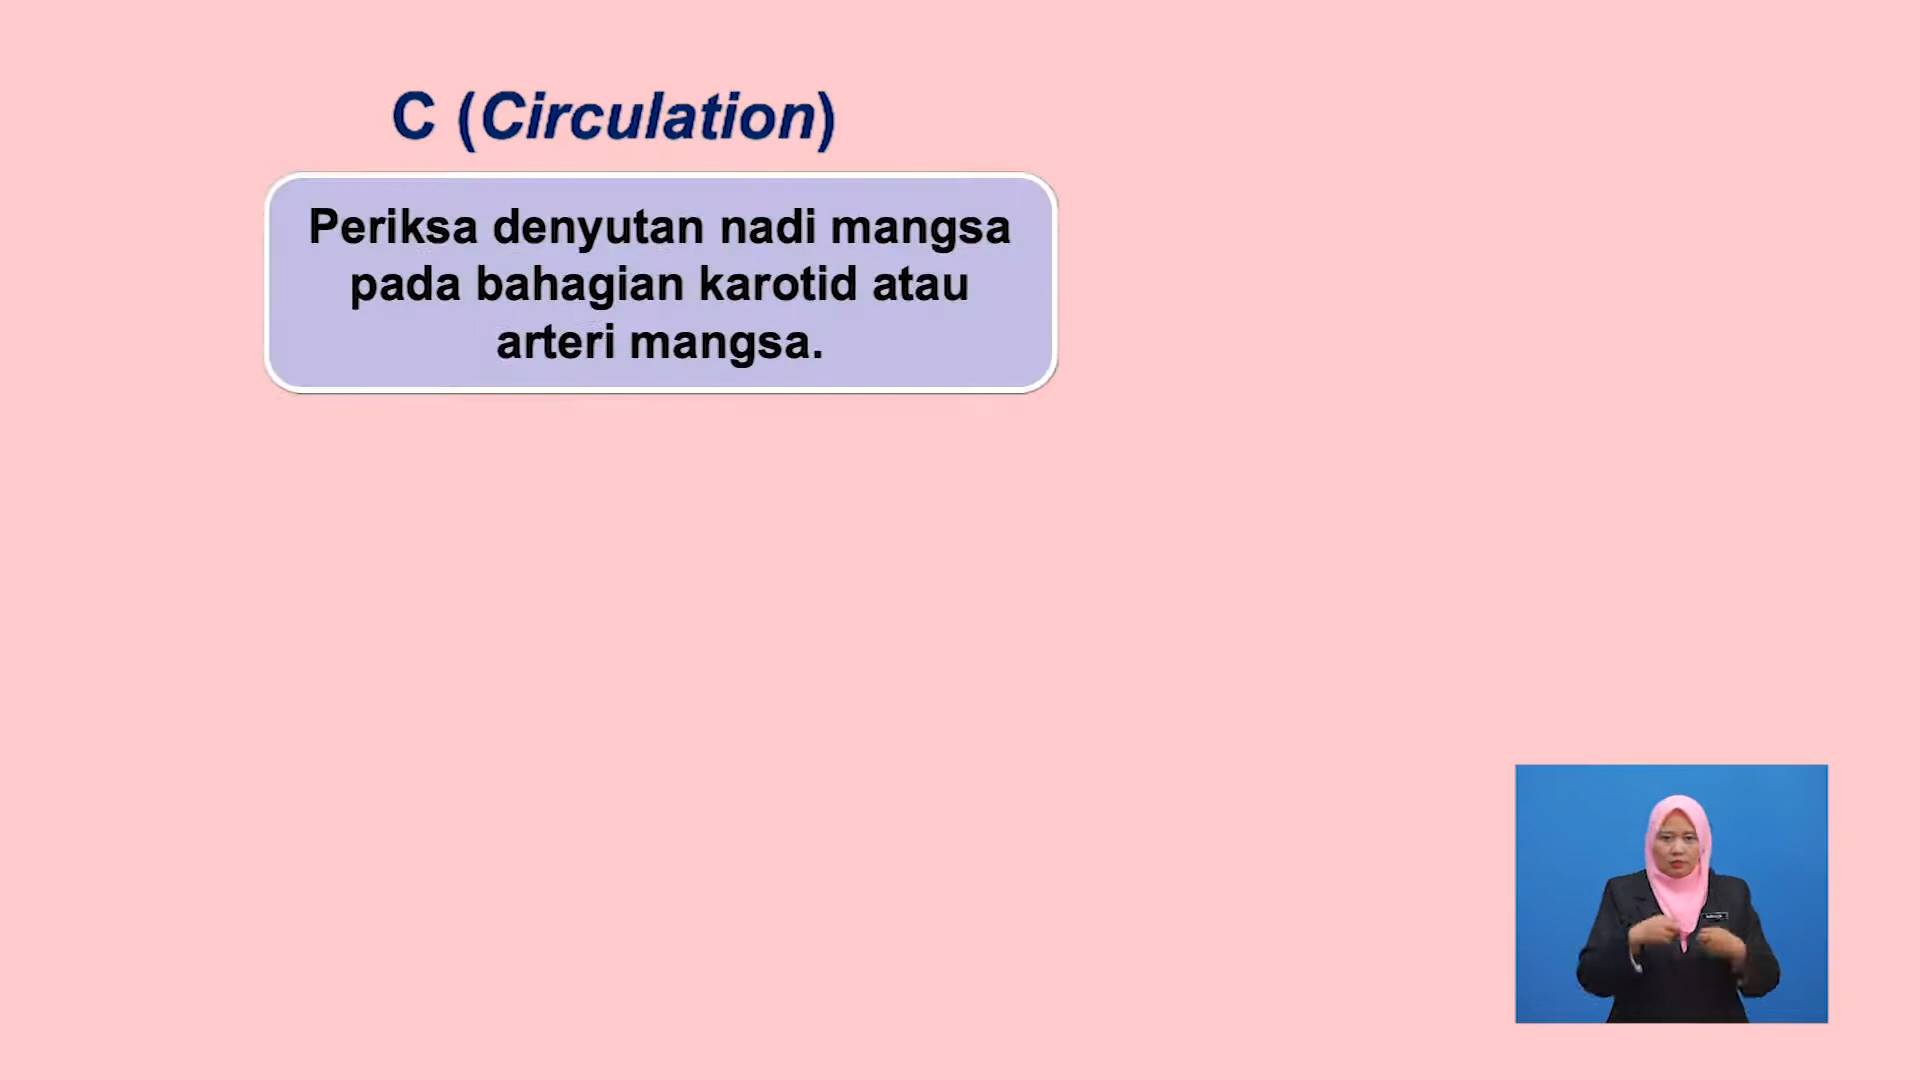 C (Circulation)
Periksa denyutan nadi mangsa
pada bahagian karotid atau
arteri mangsa.